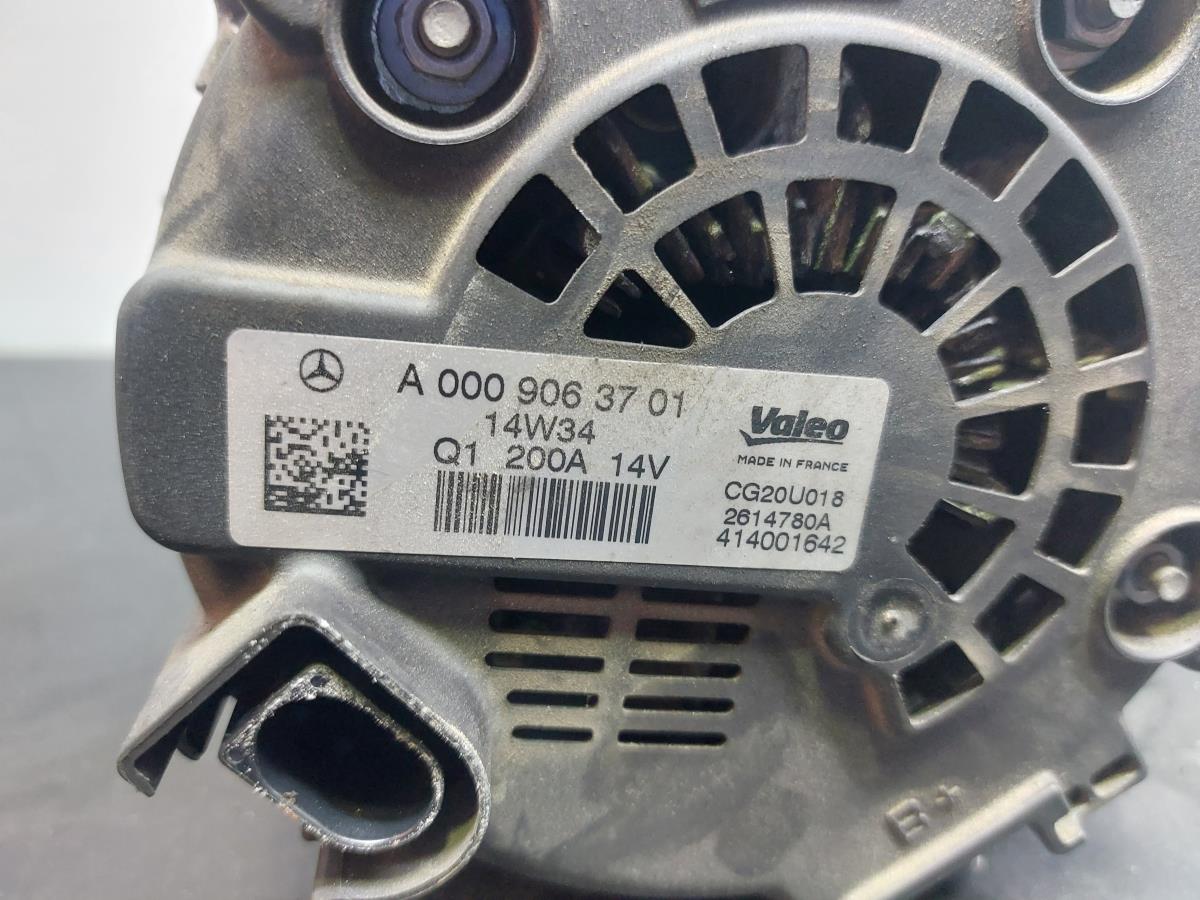 A 000 906 37 01
14W34
Q1 200A 14V
Valeo
MADE IN FRANCE
CG20U018
2614780A
414001642
B+